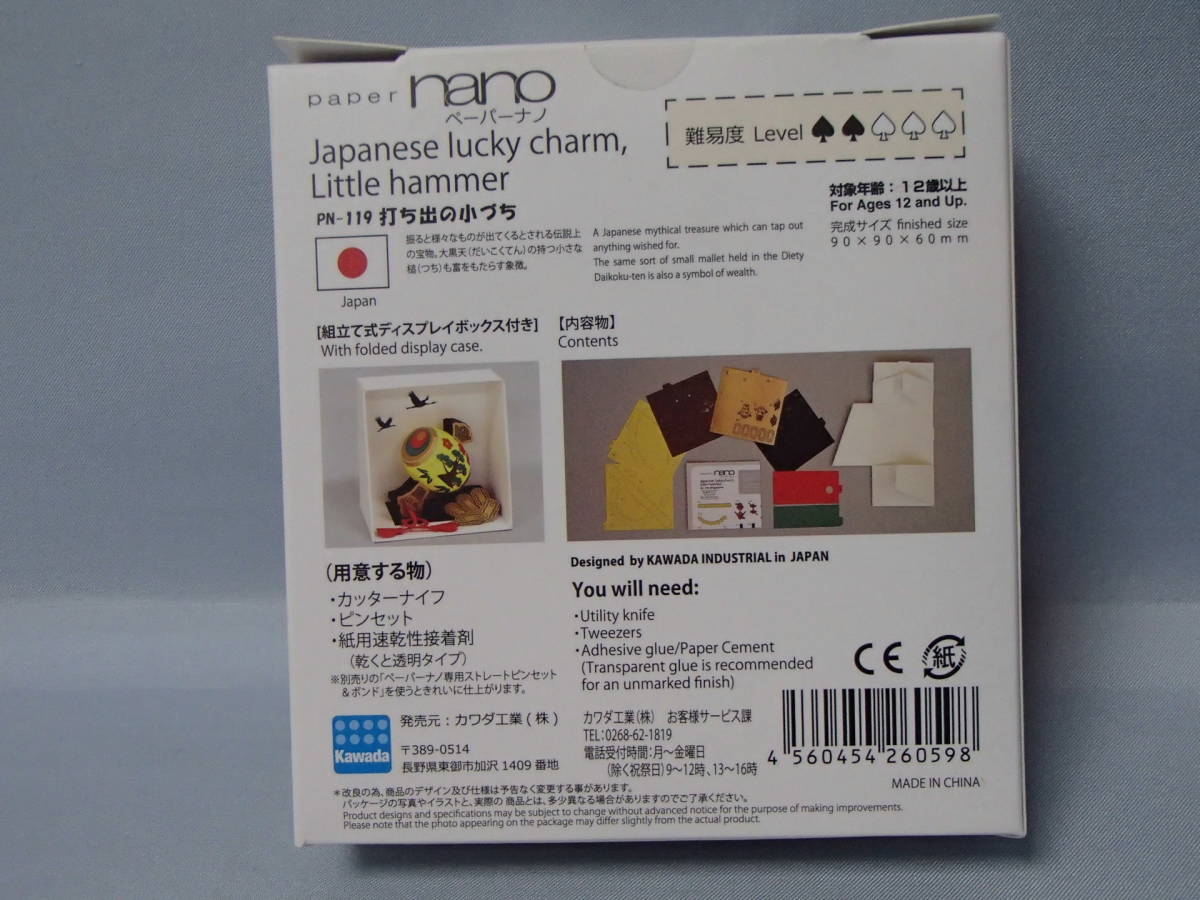 paper nano
ペーパーナノ
Japanese lucky charm,
Little hammer
PN-119 打ち出の小づち
難易度 Level
対象年齢：12歳以上
For Ages 12 and Up.
完成サイズ finished size
90×90×60mm
Japan
振ると様々なものが出てくるとされる伝説上
の宝物。大黒天(だいこくてん)の持つ小さな
槌(つち)も富をもたらす象徴。
A Japanese mythical treasure which can tap out
anything wished for.
The same sort of small mallet held in the Diety
Daikoku-ten is also a symbol of wealth.
[組立て式ディスプレイボックス付き]
With folded display case.
【内容物】
Contents
nano
Designed by KAWADA INDUSTRIAL in JAPAN
(用意する物)
・カッターナイフ
・ピンセット
・紙用速乾性接着剤
(乾くと透明タイプ)
※別売りの「ペーパーナノ専用ストレートピンセット
&ボンド」を使うときれいに仕上がります。
You will need:
・Utility knife
・Tweezers
・Adhesive glue/Paper Cement
(Transparent glue is recommended
for an unmarked finish)
CE
紙
Kawada
発売元：カワダ工業(株)
〒389-0514
長野県東御市加沢1409番地
カワダ工業(株) お客様サービス課
TEL:0268-62-1819
電話受付時間：月～金曜日
(除く祝祭日)9～12時、13～16時
4 560454 260598
MADE IN CHINA
*改良の為、商品のデザイン及び仕様は予告なく変更する事があります。
パッケージの写真やイラストと、実際の商品とは、多少異なる場合がありますのでご了承ください。
Product designs and specifications may be subject to change without advanced notice for the purpose of making improvements.
Please note that the photo appearing on the package may differ slightly from the actual product.